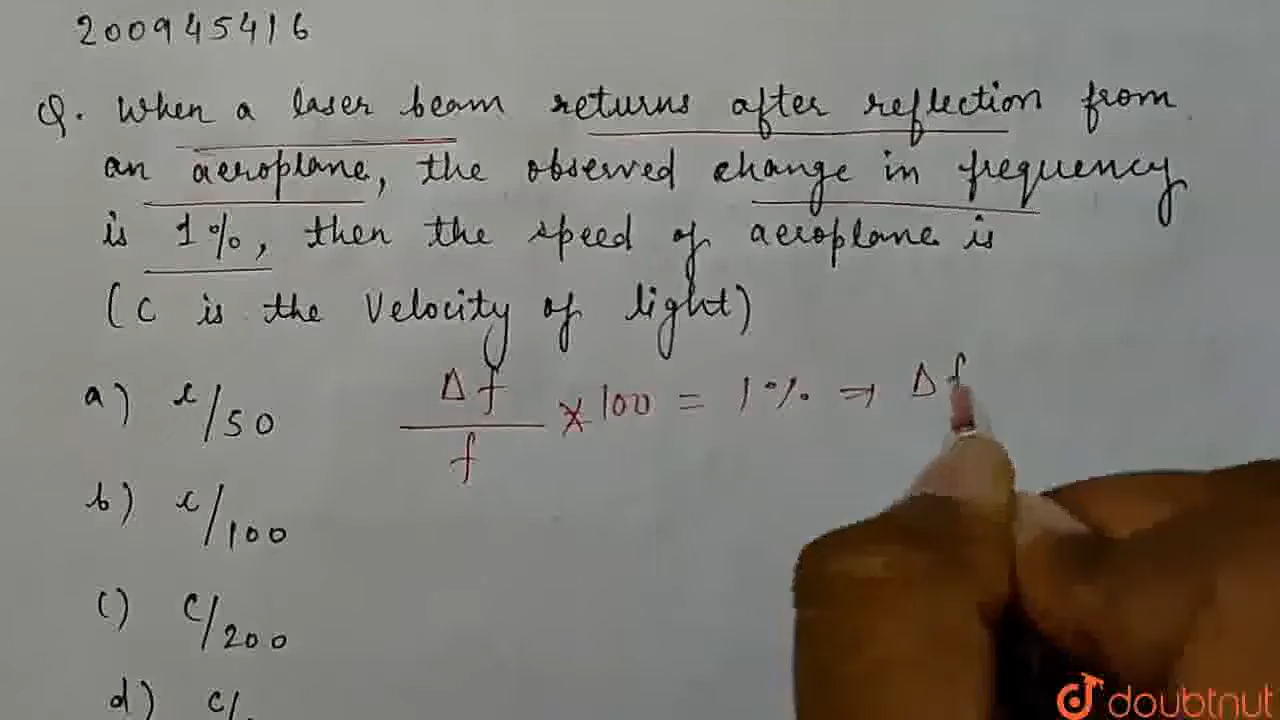 200945416
Q. When a laser beam returns after reflection from
an aeroplane, the observed change in frequency
is 1%, then the speed of aeroplane is
(C is the Velocity of light)
a) c/50
Δf/f × 100 = 1% → Δf
b) c/100
c) c/200
d) c/
doubtnut